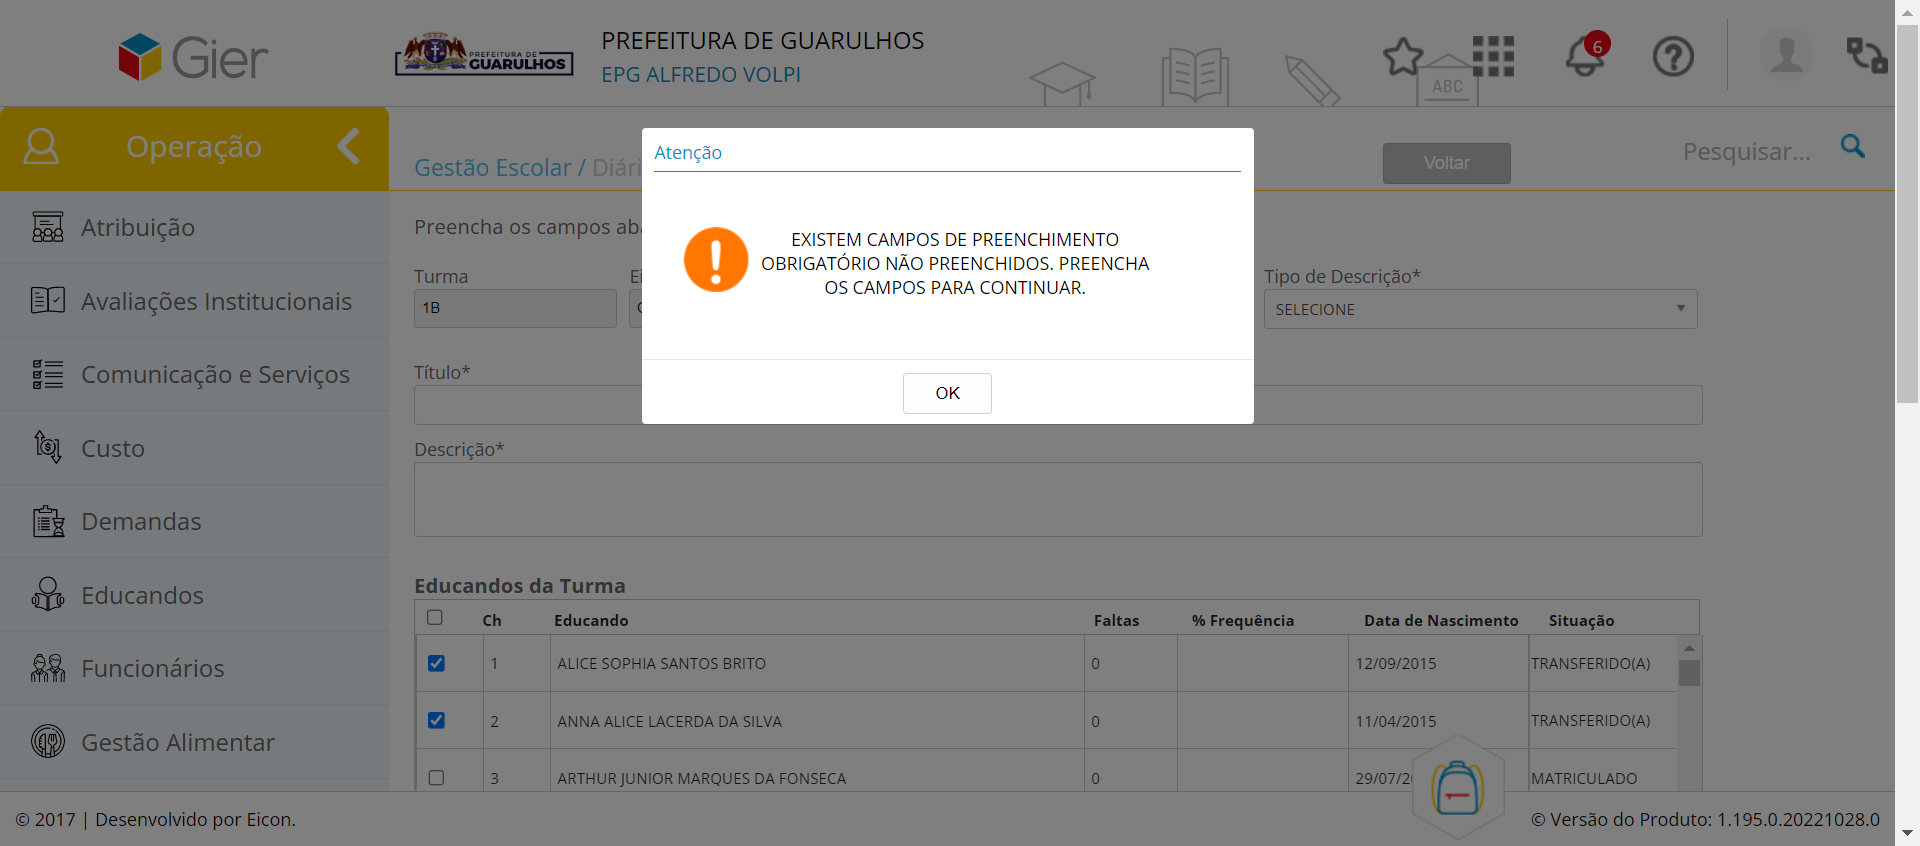 Gier
PREFEITURA DE
GUARULHOS
PREFEITURA DE GUARULHOS
EPG ALFREDO VOLPI
ABC
6
Operação
Gestão Escolar /
Atenção
Voltar
Pesquisar...
Atribuição
Avaliações Institucionais
Comunicação e Serviços
Custo
Demandas
Educandos
Funcionários
Gestão Alimentar
Preencha os campos
EXISTEM CAMPOS DE PREENCHIMENTO
OBRIGATÓRIO NÃO PREENCHIDOS. PREENCHA
OS CAMPOS PARA CONTINUAR.
OK
Turma
1B
Tipo de Descrição*
SELECIONE
Título*
Descrição*
Educandos da Turma
Ch Educando Faltas % Frequência Data de Nascimento Situação
1 ALICE SOPHIA SANTOS BRITO 0 12/09/2015 TRANSFERIDO(A)
2 ANNA ALICE LACERDA DA SILVA 0 11/04/2015 TRANSFERIDO(A)
3 ARTHUR JUNIOR MARQUES DA FONSECA 0 29/07/2 MATRICULADO
© 2017 | Desenvolvido por Eicon.
© Versão do Produto: 1.195.0.20221028.0